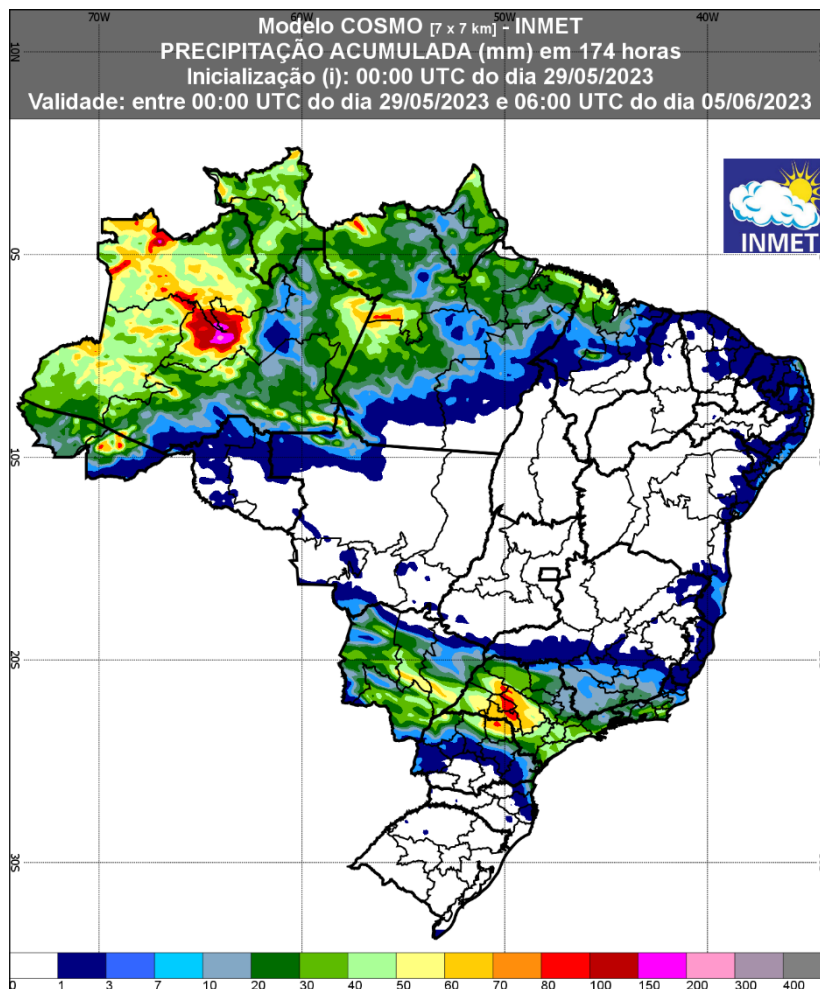 70W 60W 50W 40W
Modelo COSMO [7 x 7 km] - INMET
PRECIPITAÇÃO ACUMULADA (mm) em 174 horas
Inicialização (i): 00:00 UTC do dia 29/05/2023
Validade: entre 00:00 UTC do dia 29/05/2023 e 06:00 UTC do dia 05/06/2023
10N
INMET
0S
10S
20S
30S
0 1 3 7 10 20 30 40 50 60 70 80 100 150 200 300 400